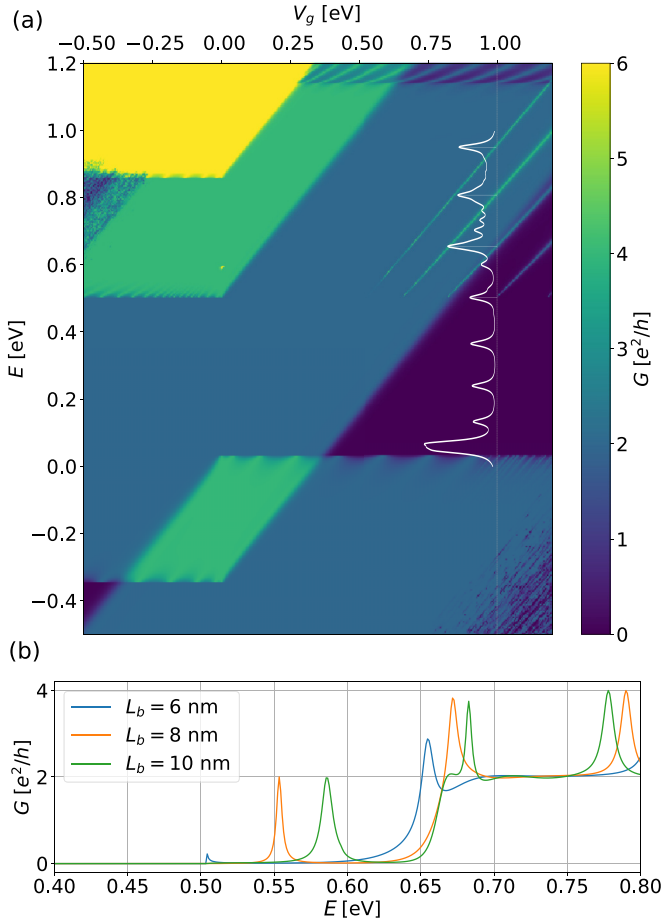 (a)
V_g [eV]
−0.50 −0.25 0.00 0.25 0.50 0.75 1.00
1.2
1.0
0.8
0.6
0.4
0.2
0.0
−0.2
−0.4
E [eV]
6
5
4
3
2
1
0
G [e²/h]
(b)
4
2
0
G [e²/h]
L_b = 6 nm
L_b = 8 nm
L_b = 10 nm
0.40 0.45 0.50 0.55 0.60 0.65 0.70 0.75 0.80
E [eV]